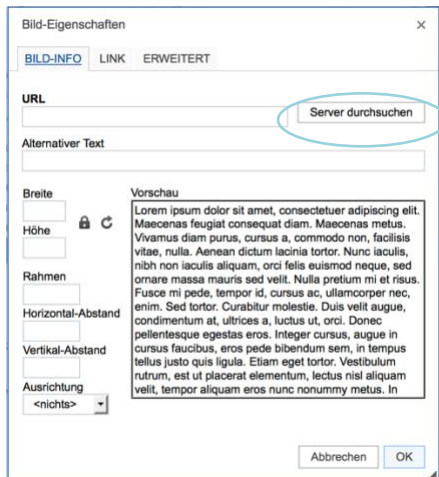 Bild-Eigenschaften
×
BILD-INFO LINK ERWEITERT
URL
Server durchsuchen
Alternativer Text
Breite
Höhe
Rahmen
Horizontal-Abstand
Vertikal-Abstand
Ausrichtung
<nichts>
Vorschau
Lorem ipsum dolor sit amet, consectetuer adipiscing elit.
Maecenas feugiat consequat diam. Maecenas metus.
Vivamus diam purus, cursus a, commodo non, facilisis
vitae, nulla. Aenean dictum lacinia tortor. Nunc iaculis,
nibh non iaculis aliquam, orci felis euismod neque, sed
ornare massa mauris sed velit. Nulla pretium mi et risus.
Fusce mi pede, tempor id, cursus ac, ullamcorper nec,
enim. Sed tortor. Curabitur molestie. Duis velit augue,
condimentum at, ultrices a, luctus ut, orci. Donec
pellentesque egestas eros. Integer cursus, augue in
cursus faucibus, eros pede bibendum sem, in tempus
tellus justo quis ligula. Etiam eget tortor. Vestibulum
rutrum, est ut placerat elementum, lectus nisl aliquam
velit, tempor aliquam eros nunc nonummy metus. In
Abbrechen OK